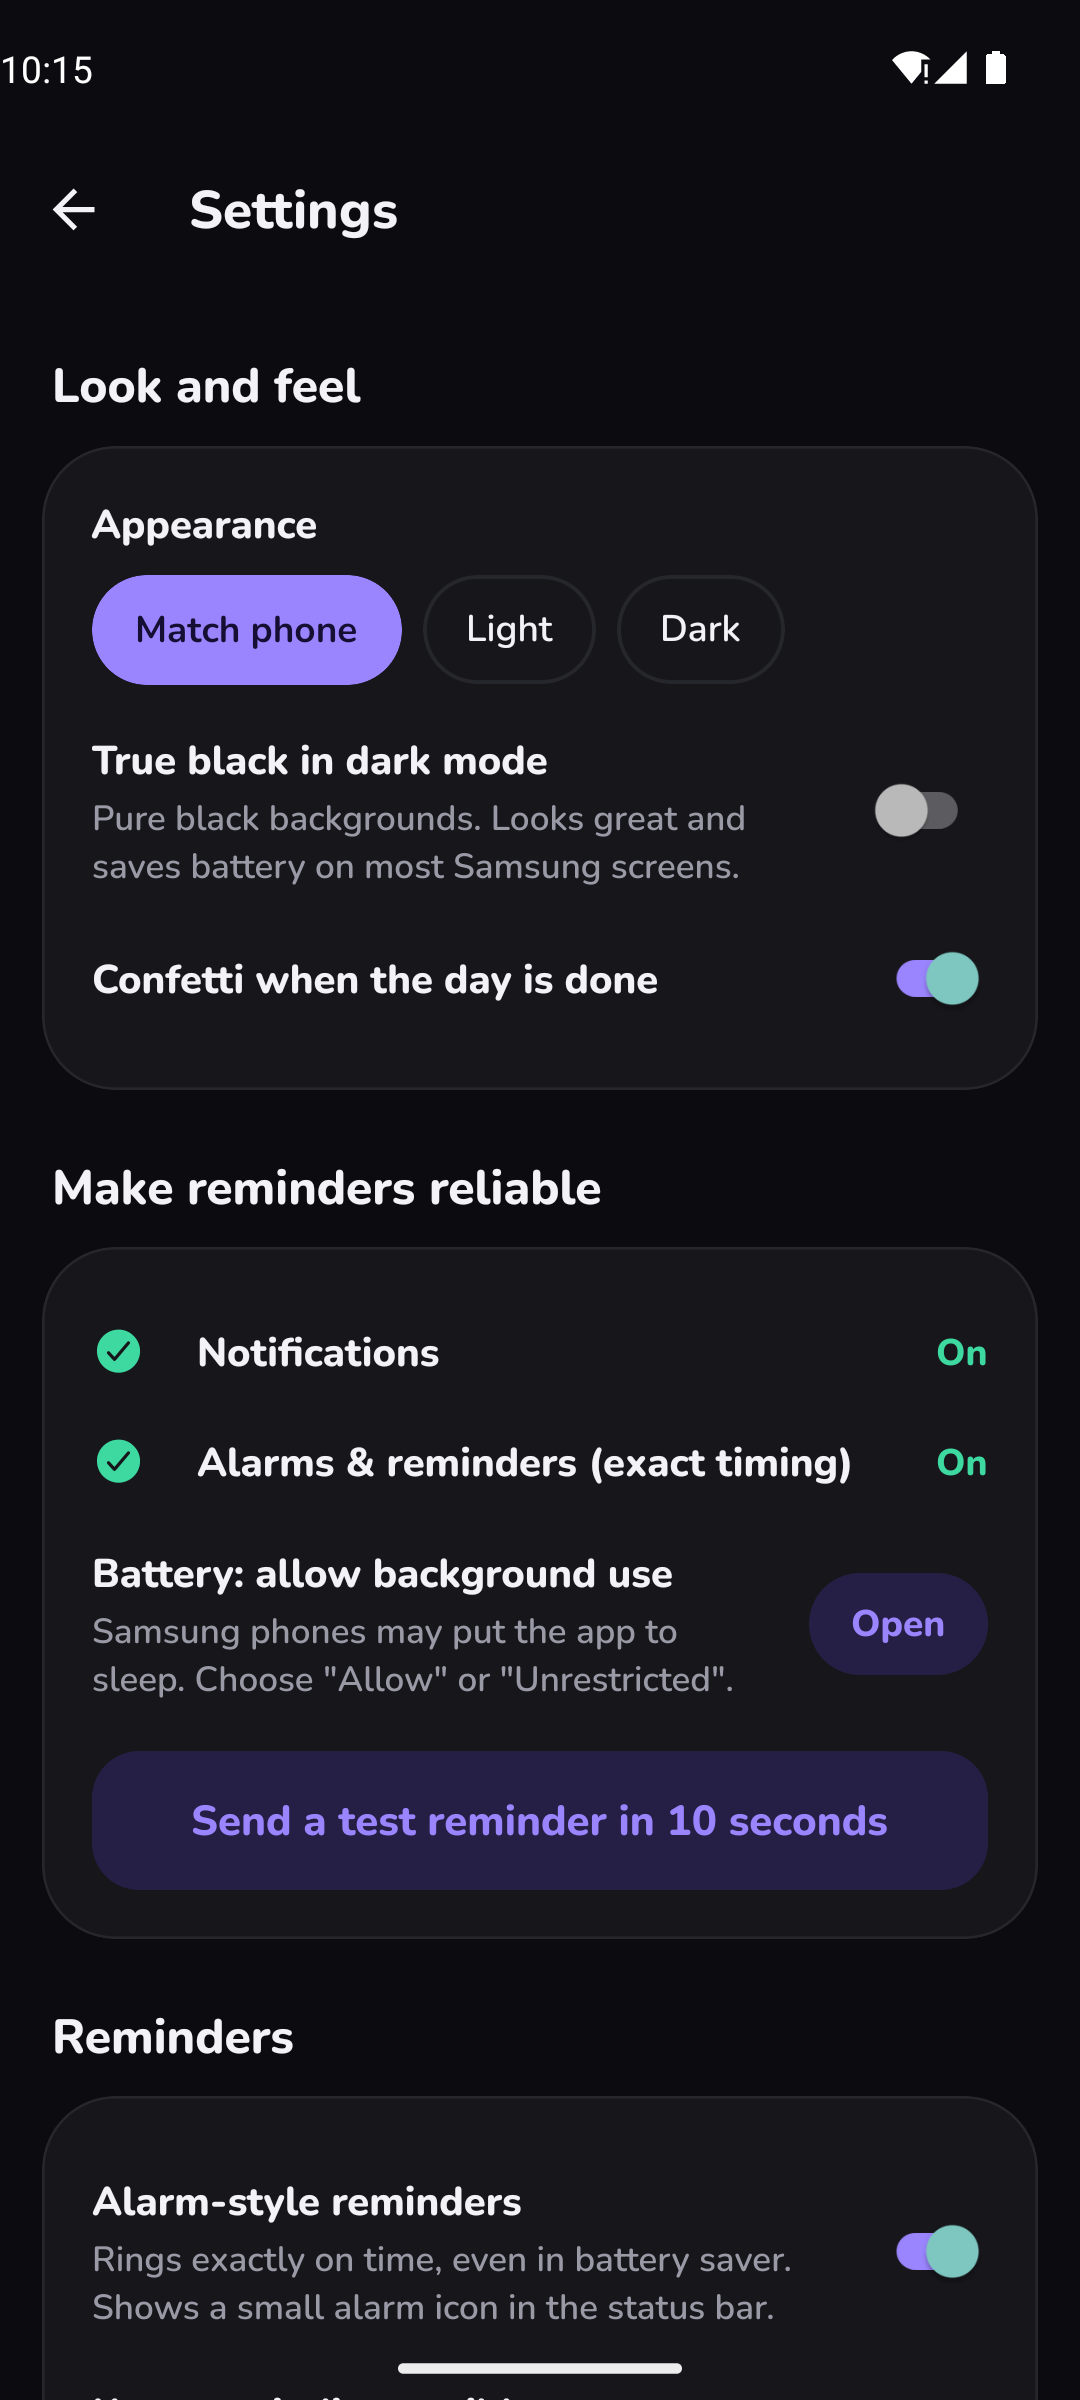 10:15
Settings
Look and feel
Appearance
Match phone
Light
Dark
True black in dark mode
Pure black backgrounds. Looks great and
saves battery on most Samsung screens.
Confetti when the day is done
Make reminders reliable
Notifications
On
Alarms & reminders (exact timing)
On
Battery: allow background use
Samsung phones may put the app to
sleep. Choose "Allow" or "Unrestricted".
Open
Send a test reminder in 10 seconds
Reminders
Alarm-style reminders
Rings exactly on time, even in battery saver.
Shows a small alarm icon in the status bar.